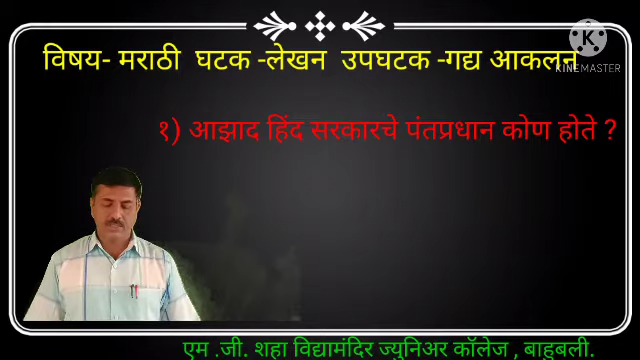 विषय- मराठी घटक -लेखन उपघटक -गद्य आकलन
KINEMASTER
१) आझाद हिंद सरकारचे पंतप्रधान कोण होते ?
एम .जी. शहा विद्यामंदिर ज्युनिअर कॉलेज , बाहुबली.